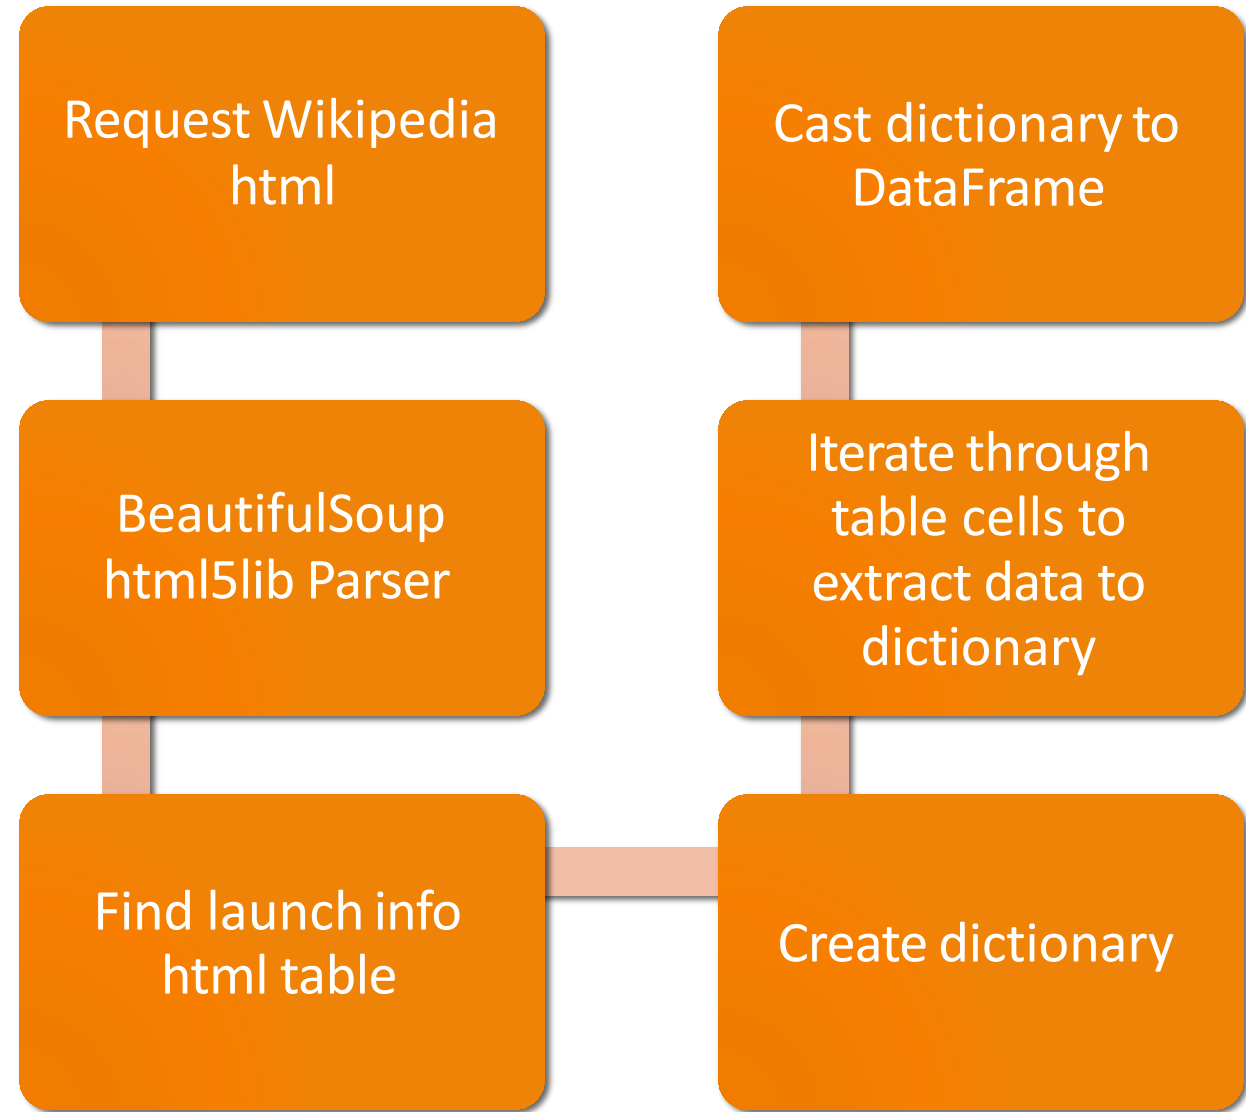 Request Wikipedia
html
BeautifulSoup
html5lib Parser
Find launch info
html table
Create dictionary
Iterate through
table cells to
extract data to
dictionary
Cast dictionary to
DataFrame